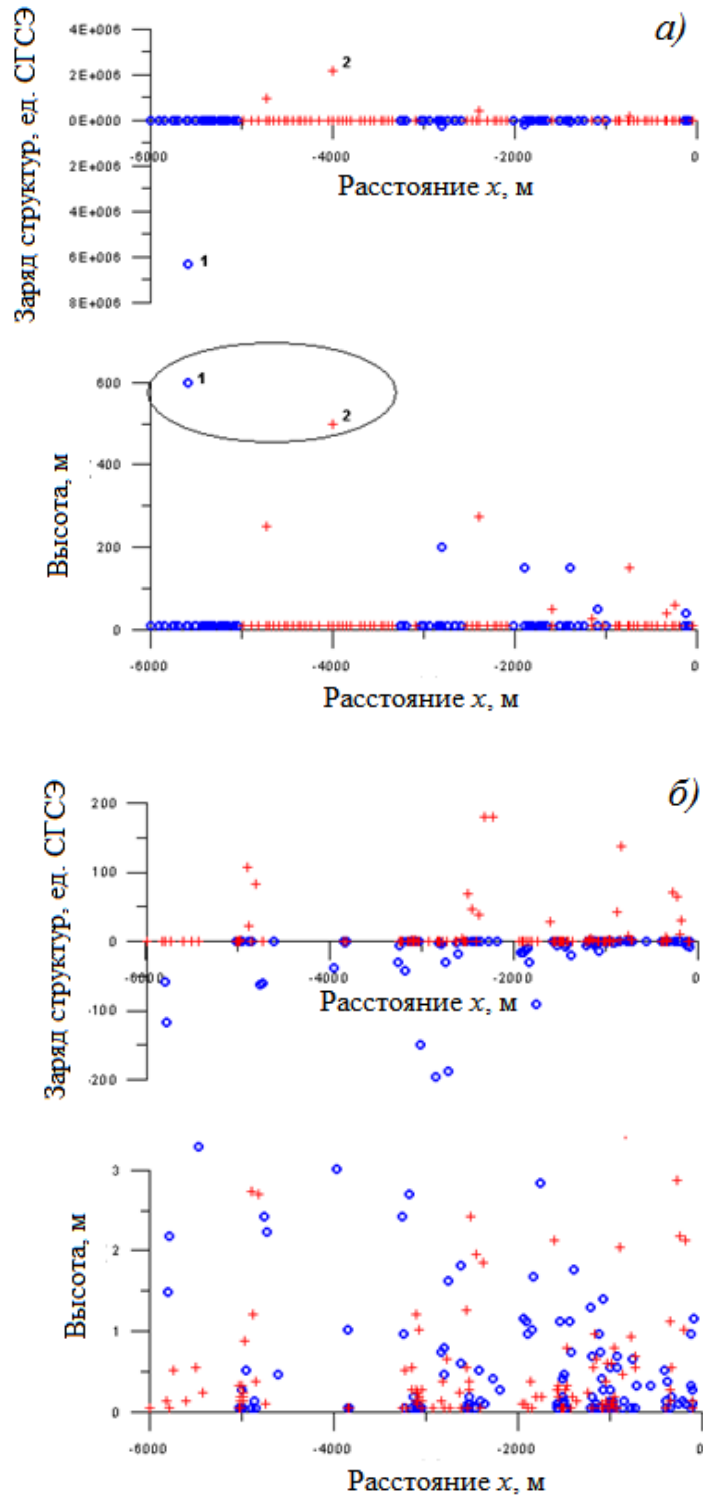 а)
Заряд структур, ед. СГСЭ
4E+006
2
2E+006
0E+000
-6000 -4000 -2000 0
Расстояние x, м
2E+006
4E+006
6E+006
1
8E+006
Высота, м
600
1
2
400
200
0
-6000 -4000 -2000 0
Расстояние x, м
б)
Заряд структур, ед. СГСЭ
200
100
0
-6000 -4000 -2000 0
Расстояние x, м
-100
-200
Высота, м
3
2
1
0
-6000 -4000 -2000 0
Расстояние x, м